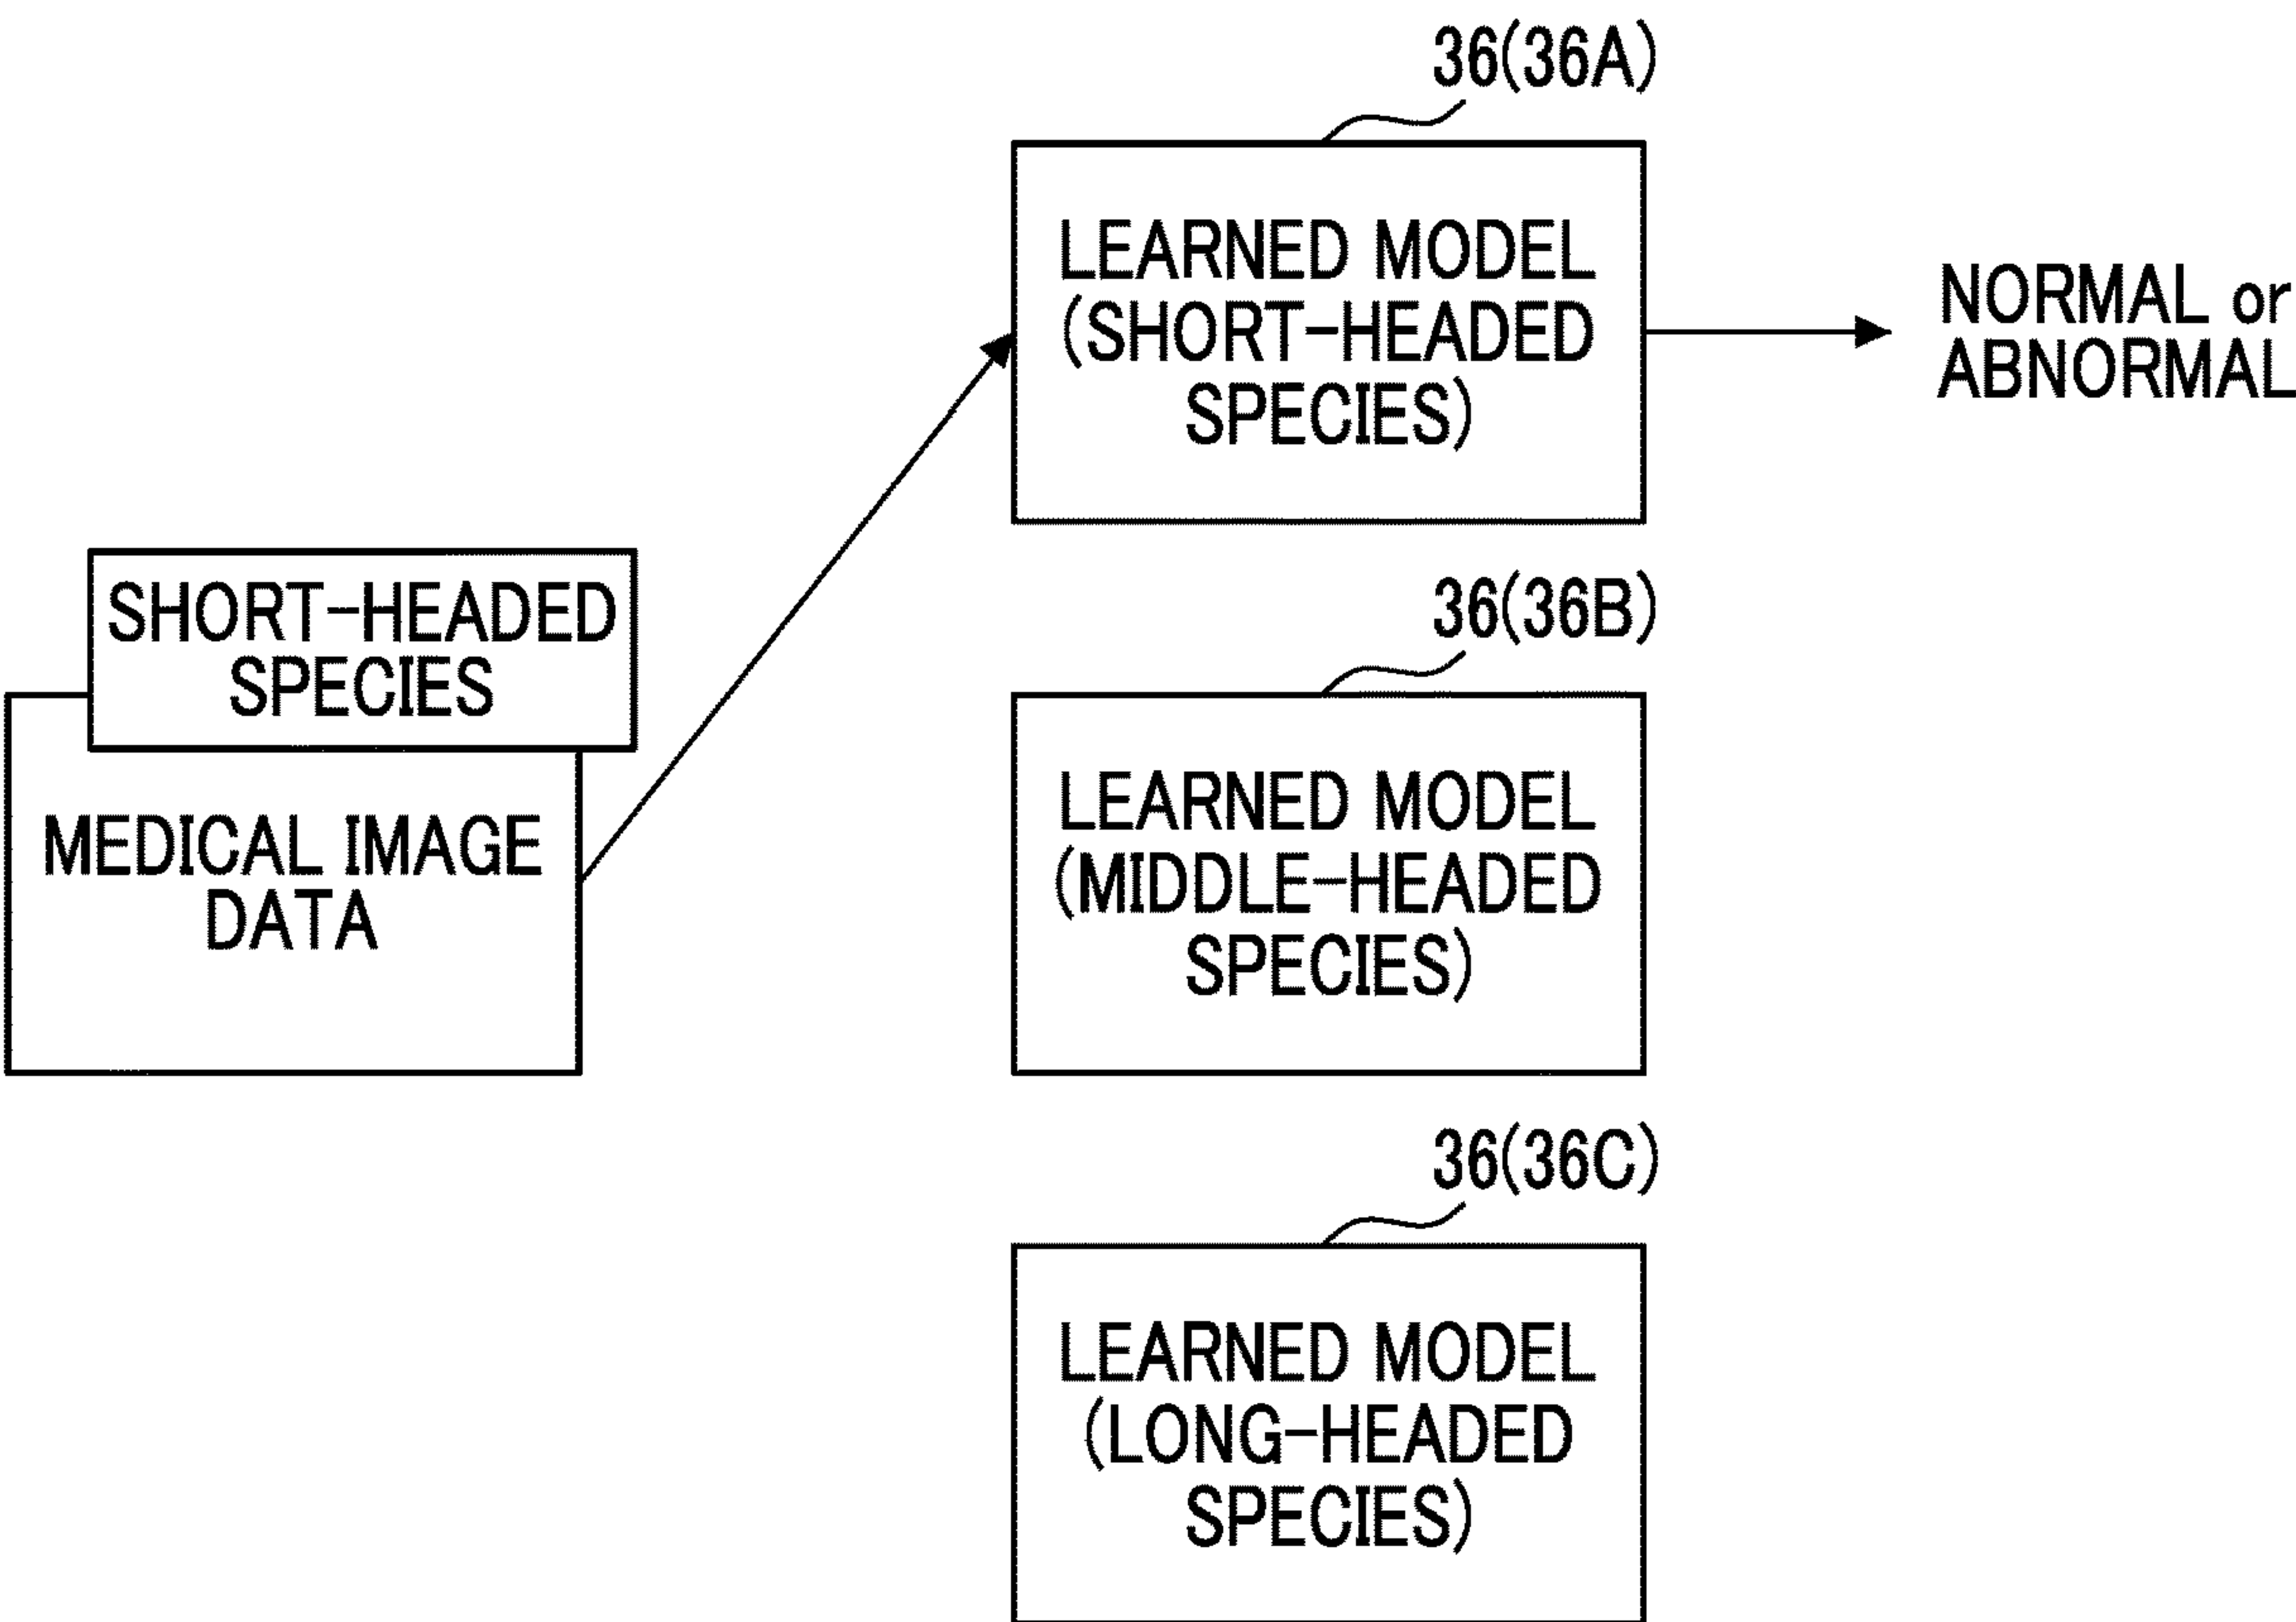 SHORT-HEADED
SPECIES
MEDICAL IMAGE
DATA
36(36A)
LEARNED MODEL
(SHORT-HEADED
SPECIES)
NORMAL or
ABNORMAL
36(36B)
LEARNED MODEL
(MIDDLE-HEADED
SPECIES)
36(36C)
LEARNED MODEL
(LONG-HEADED
SPECIES)